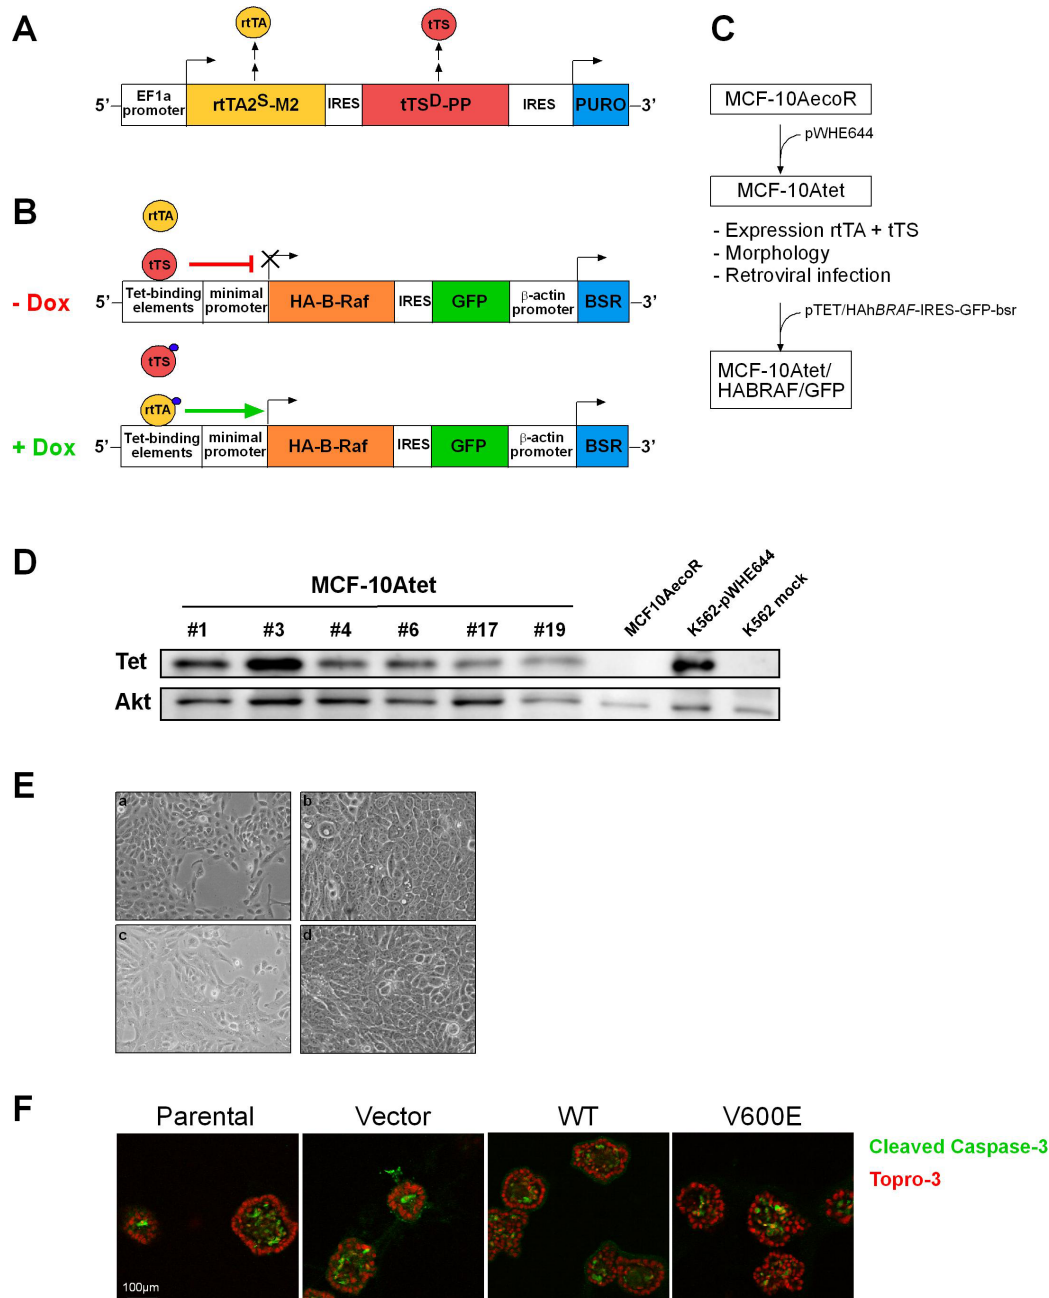 A
rtTA
tTS
5’
EF1a promoter
rtTA2S-M2
IRES
tTSD-PP
IRES
PURO
3’
B
rtTA
tTS
- Dox
5’
Tet-binding elements
minimal promoter
HA-B-Raf
IRES
GFP
β-actin promoter
BSR
3’
tTS
rtTA
+ Dox
5’
Tet-binding elements
minimal promoter
HA-B-Raf
IRES
GFP
β-actin promoter
BSR
3’
C
MCF-10AecoR
pWHE644
MCF-10Atet
- Expression rtTA + tTS
- Morphology
- Retroviral infection
pTET/HAhBRAF-IRES-GFP-bsr
MCF-10Atet/
HABRAF/GFP
D
MCF-10Atet
#1 #3 #4 #6 #17 #19
MCF10AecoR
K562-pWHE644
K562 mock
Tet
Akt
E
a
b
c
d
F
Parental
Vector
WT
V600E
Cleaved Caspase-3
Topro-3
100µm